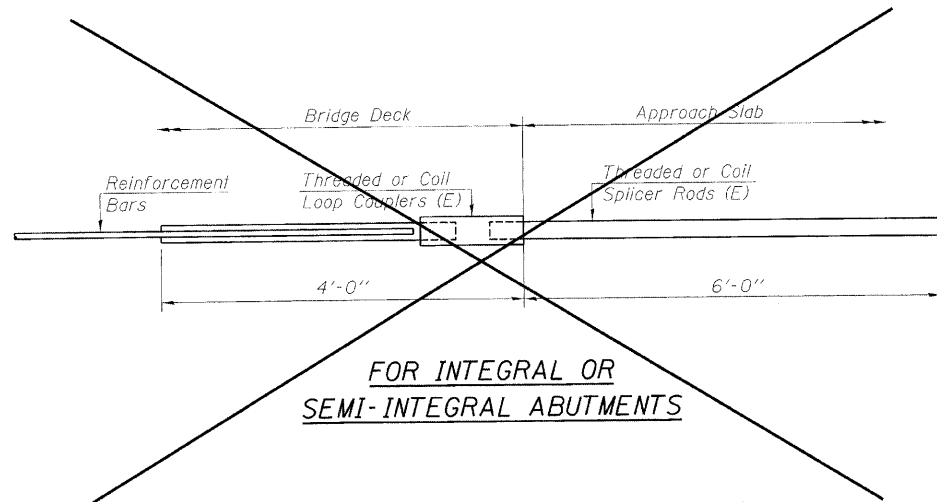 Bridge Deck
Approach Slab
Reinforcement
Bars
Threaded or Coil
Loop Couplers (E)
Threaded or Coil
Splicer Rods (E)
4'-0"
6'-0"
FOR INTEGRAL OR
SEMI-INTEGRAL ABUTMENTS